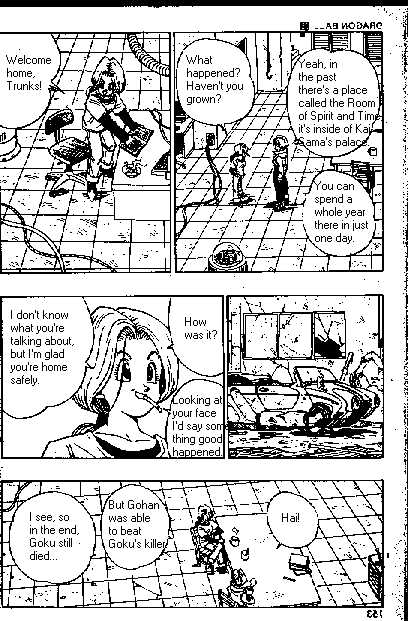 DRAGON BA
Welcome
home,
Trunks!
What
happened?
Haven't you
grown?
Yeah, in
the past
there's a place
called the Room
of Spirit and Time
it's inside of Kai
Sama's palace.
You can
spend a
whole year
there in just
one day.
I don't know
what you're
talking about,
but I'm glad
you're home
safely.
How
was it?
Looking at
your face
I'd say some
thing good
happened.
I see, so
in the end,
Goku still
died...
But Gohan
was able
to beat
Goku's killer
Hai!
153